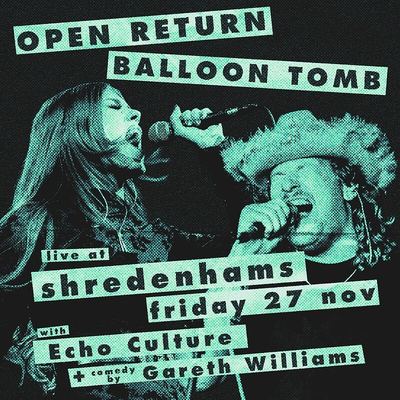 OPEN RETURN
BALLOON TOMB
live at
shredenhams
friday 27 nov
with
Echo Culture
+ comedy by Gareth Williams